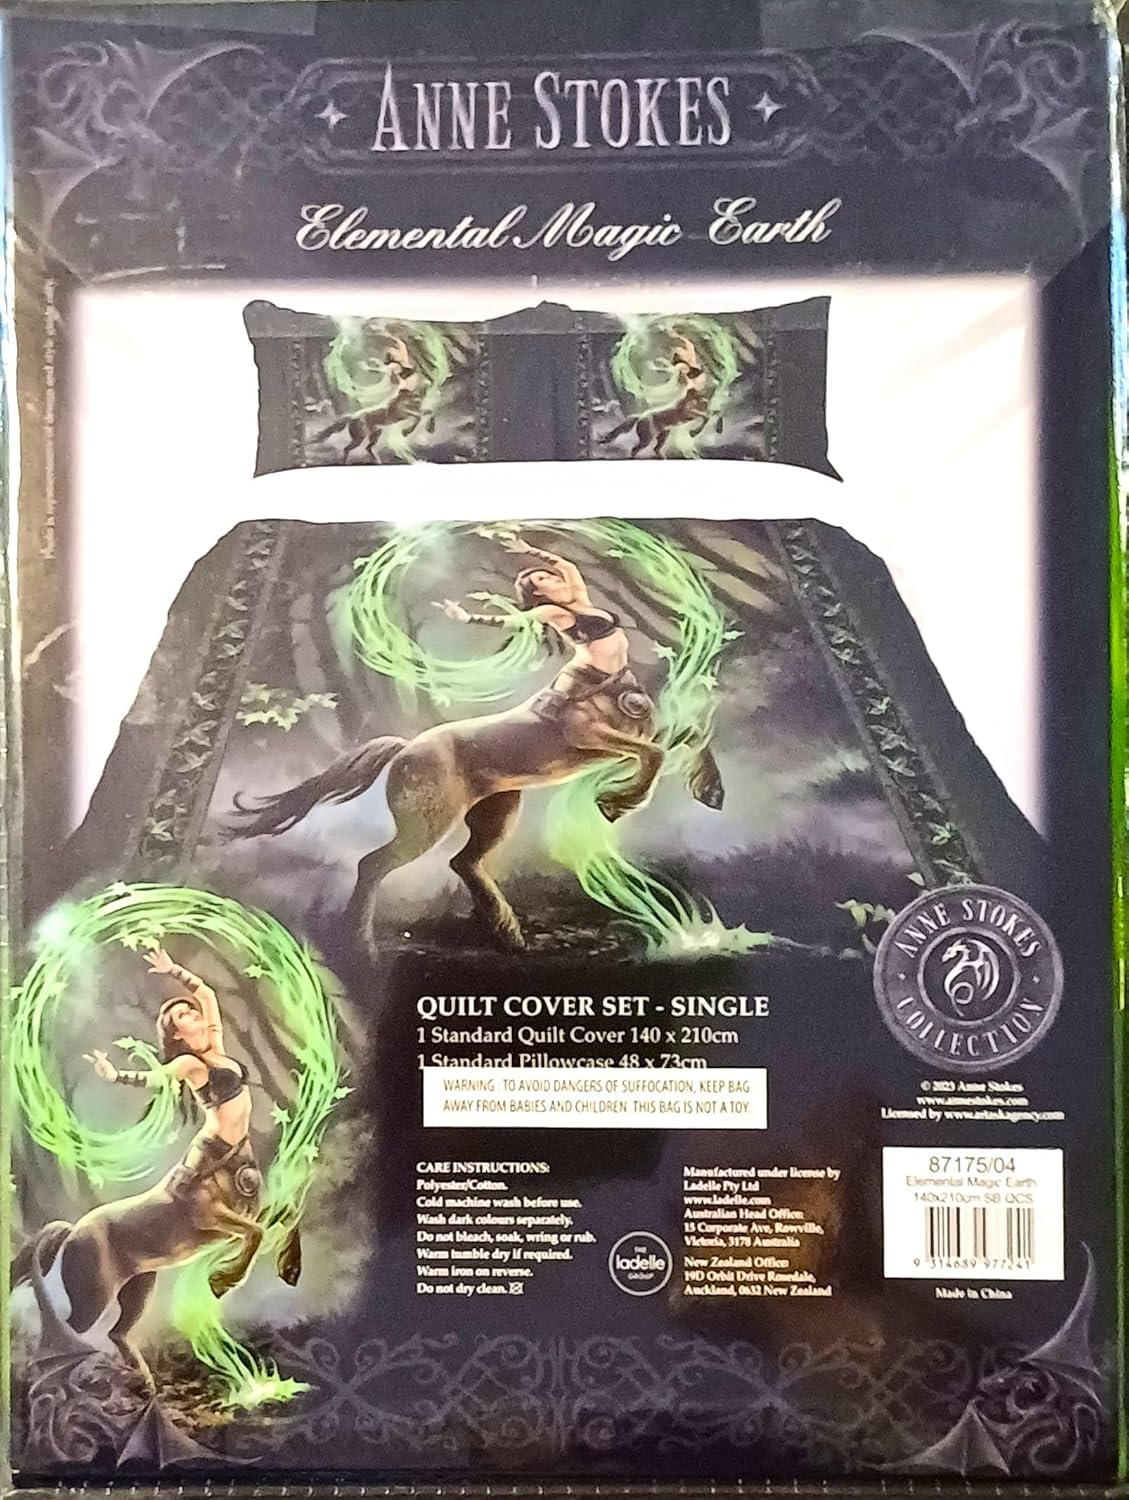 ANNE STOKES
Elemental Magic Earth
QUILT COVER SET - SINGLE
1 Standard Quilt Cover 140 x 210cm
1 Standard Pillowcase 48 x 73cm
WARNING : TO AVOID DANGERS OF SUFFOCATION, KEEP BAG
AWAY FROM BABIES AND CHILDREN. THIS BAG IS NOT A TOY.
CARE INSTRUCTIONS:
Polyester/Cotton.
Cold machine wash before use.
Wash dark colours separately.
Do not bleach, soak, wring or rub.
Warm tumble dry if required.
Warm iron on reverse.
Do not dry clean.
THE
ladelle
GROUP
Manufactured under license by
Ladelle Pty Ltd
www.ladelle.com
Australian Head Office:
15 Corporate Ave, Rowville,
Victoria, 3178 Australia
New Zealand Office:
19D Orbit Drive Rosedale,
Auckland, 0632 New Zealand
ANNE STOKES
COLLECTION
© 2023 Anne Stokes
www.annestokes.com
Licensed by www.artaskagency.com
87175/04
Elemental Magic Earth
140x210cm SB QCS
9 314689 977241
Made in China